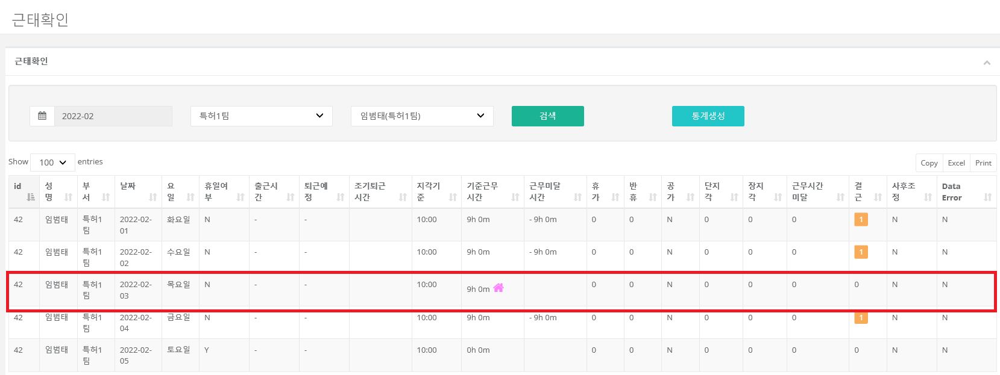 근태확인
근태확인
2022-02 특허1팀 임범태(특허1팀) 검색 통계생성
Show 100 entries Copy Excel Print
id 성명 부서 날짜 요일 휴일여부 출근시간 퇴근예정 조기퇴근시간 지각기준 기준근무시간 근무미달시간 휴가 반휴 공가 단지각 장지각 근무시간미달 결근 사후조정 Data Error
42 임범태 특허1팀 2022-02-01 화요일 N - - 10:00 9h 0m - 9h 0m 0 0 N 0 0 0 1 N N
42 임범태 특허1팀 2022-02-02 수요일 N - - 10:00 9h 0m - 9h 0m 0 0 N 0 0 0 1 N N
42 임범태 특허1팀 2022-02-03 목요일 N - - 10:00 9h 0m 0 0 N 0 0 0 0 N N
42 임범태 특허1팀 2022-02-04 금요일 N - - 10:00 9h 0m - 9h 0m 0 0 N 0 0 0 1 N N
42 임범태 특허1팀 2022-02-05 토요일 Y - - 10:00 0h 0m 0 0 N 0 0 0 0 N N